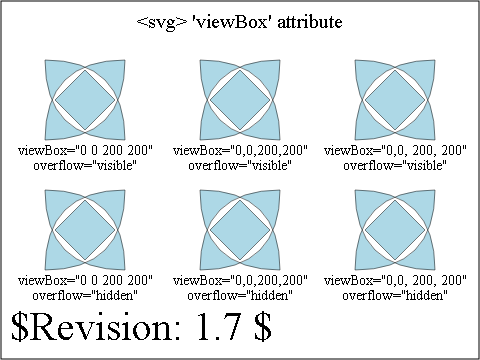 <svg> 'viewBox' attribute
viewBox="0 0 200 200" viewBox="0,0,200,200" viewBox="0,0, 200, 200"
overflow="visible" overflow="visible" overflow="visible"
viewBox="0 0 200 200" viewBox="0,0,200,200" viewBox="0,0, 200, 200"
overflow="hidden" overflow="hidden" overflow="hidden"
$Revision: 1.7 $